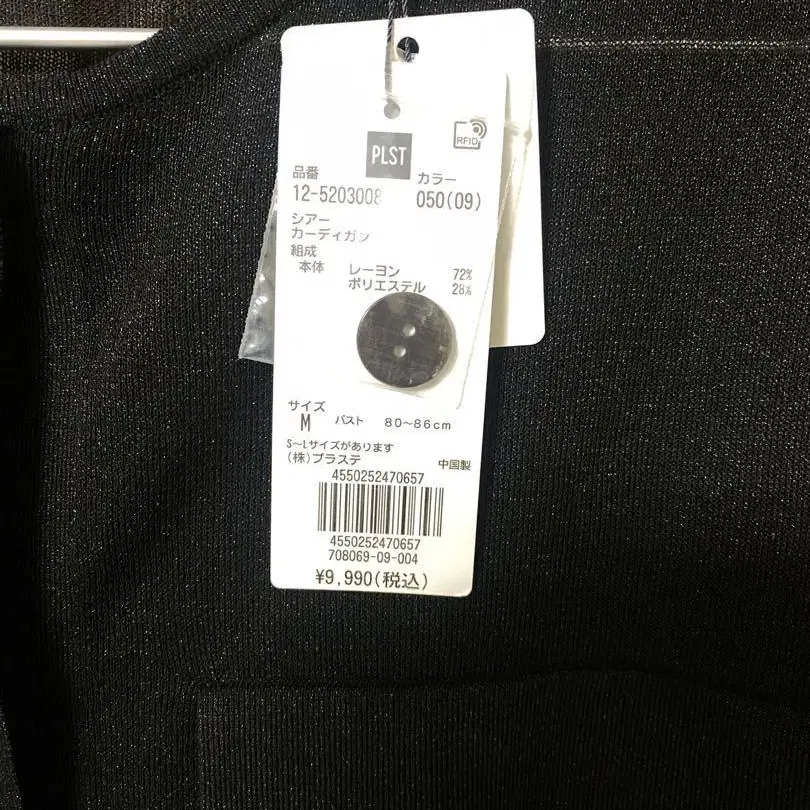 PLST
RFID
品番 カラー
12-5203008 050(09)
シアー
カーディガン
組成
本体 レーヨン 72%
ポリエステル 28%
サイズ
M バスト 80~86cm
S~Lサイズがあります
(株)プラステ 中国製
4550252470657
4550252470657
708069-09-004
¥9,990(税込)